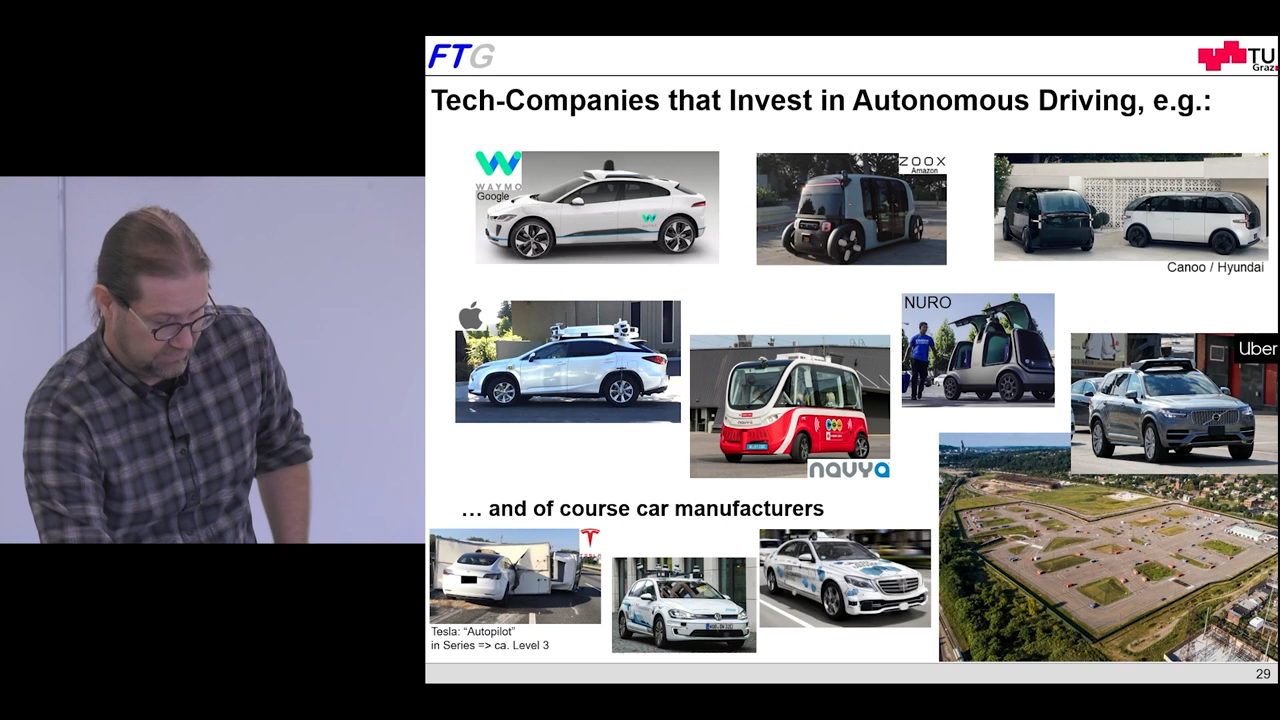 FTG
TU
Graz
Tech-Companies that Invest in Autonomous Driving, e.g.:
WAYMO
Google
ZOOX
Amazon
Canoo / Hyundai
NURO
Uber
navya
… and of course car manufacturers
Tesla: “Autopilot”
in Series => ca. Level 3
29